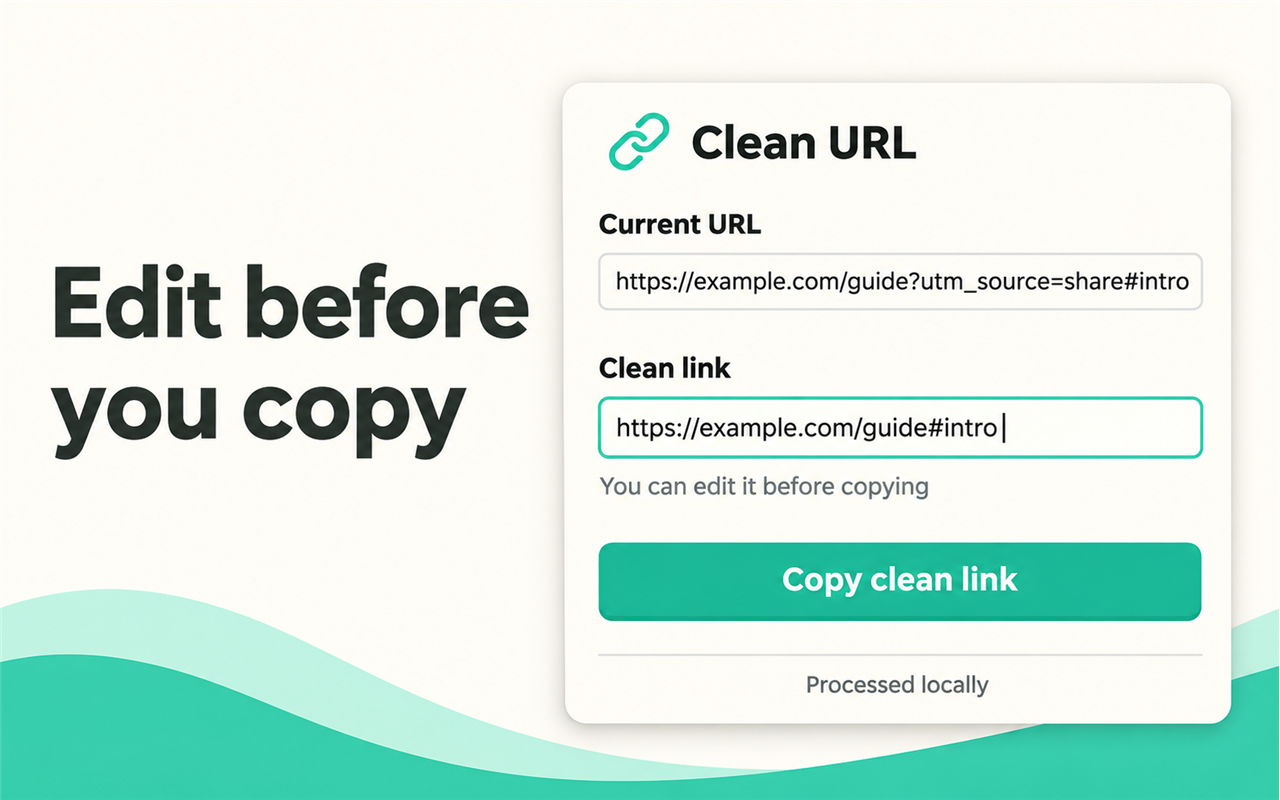 Edit before
you copy
Clean URL
Current URL
https://example.com/guide?utm_source=share#intro
Clean link
https://example.com/guide#intro
You can edit it before copying
Copy clean link
Processed locally